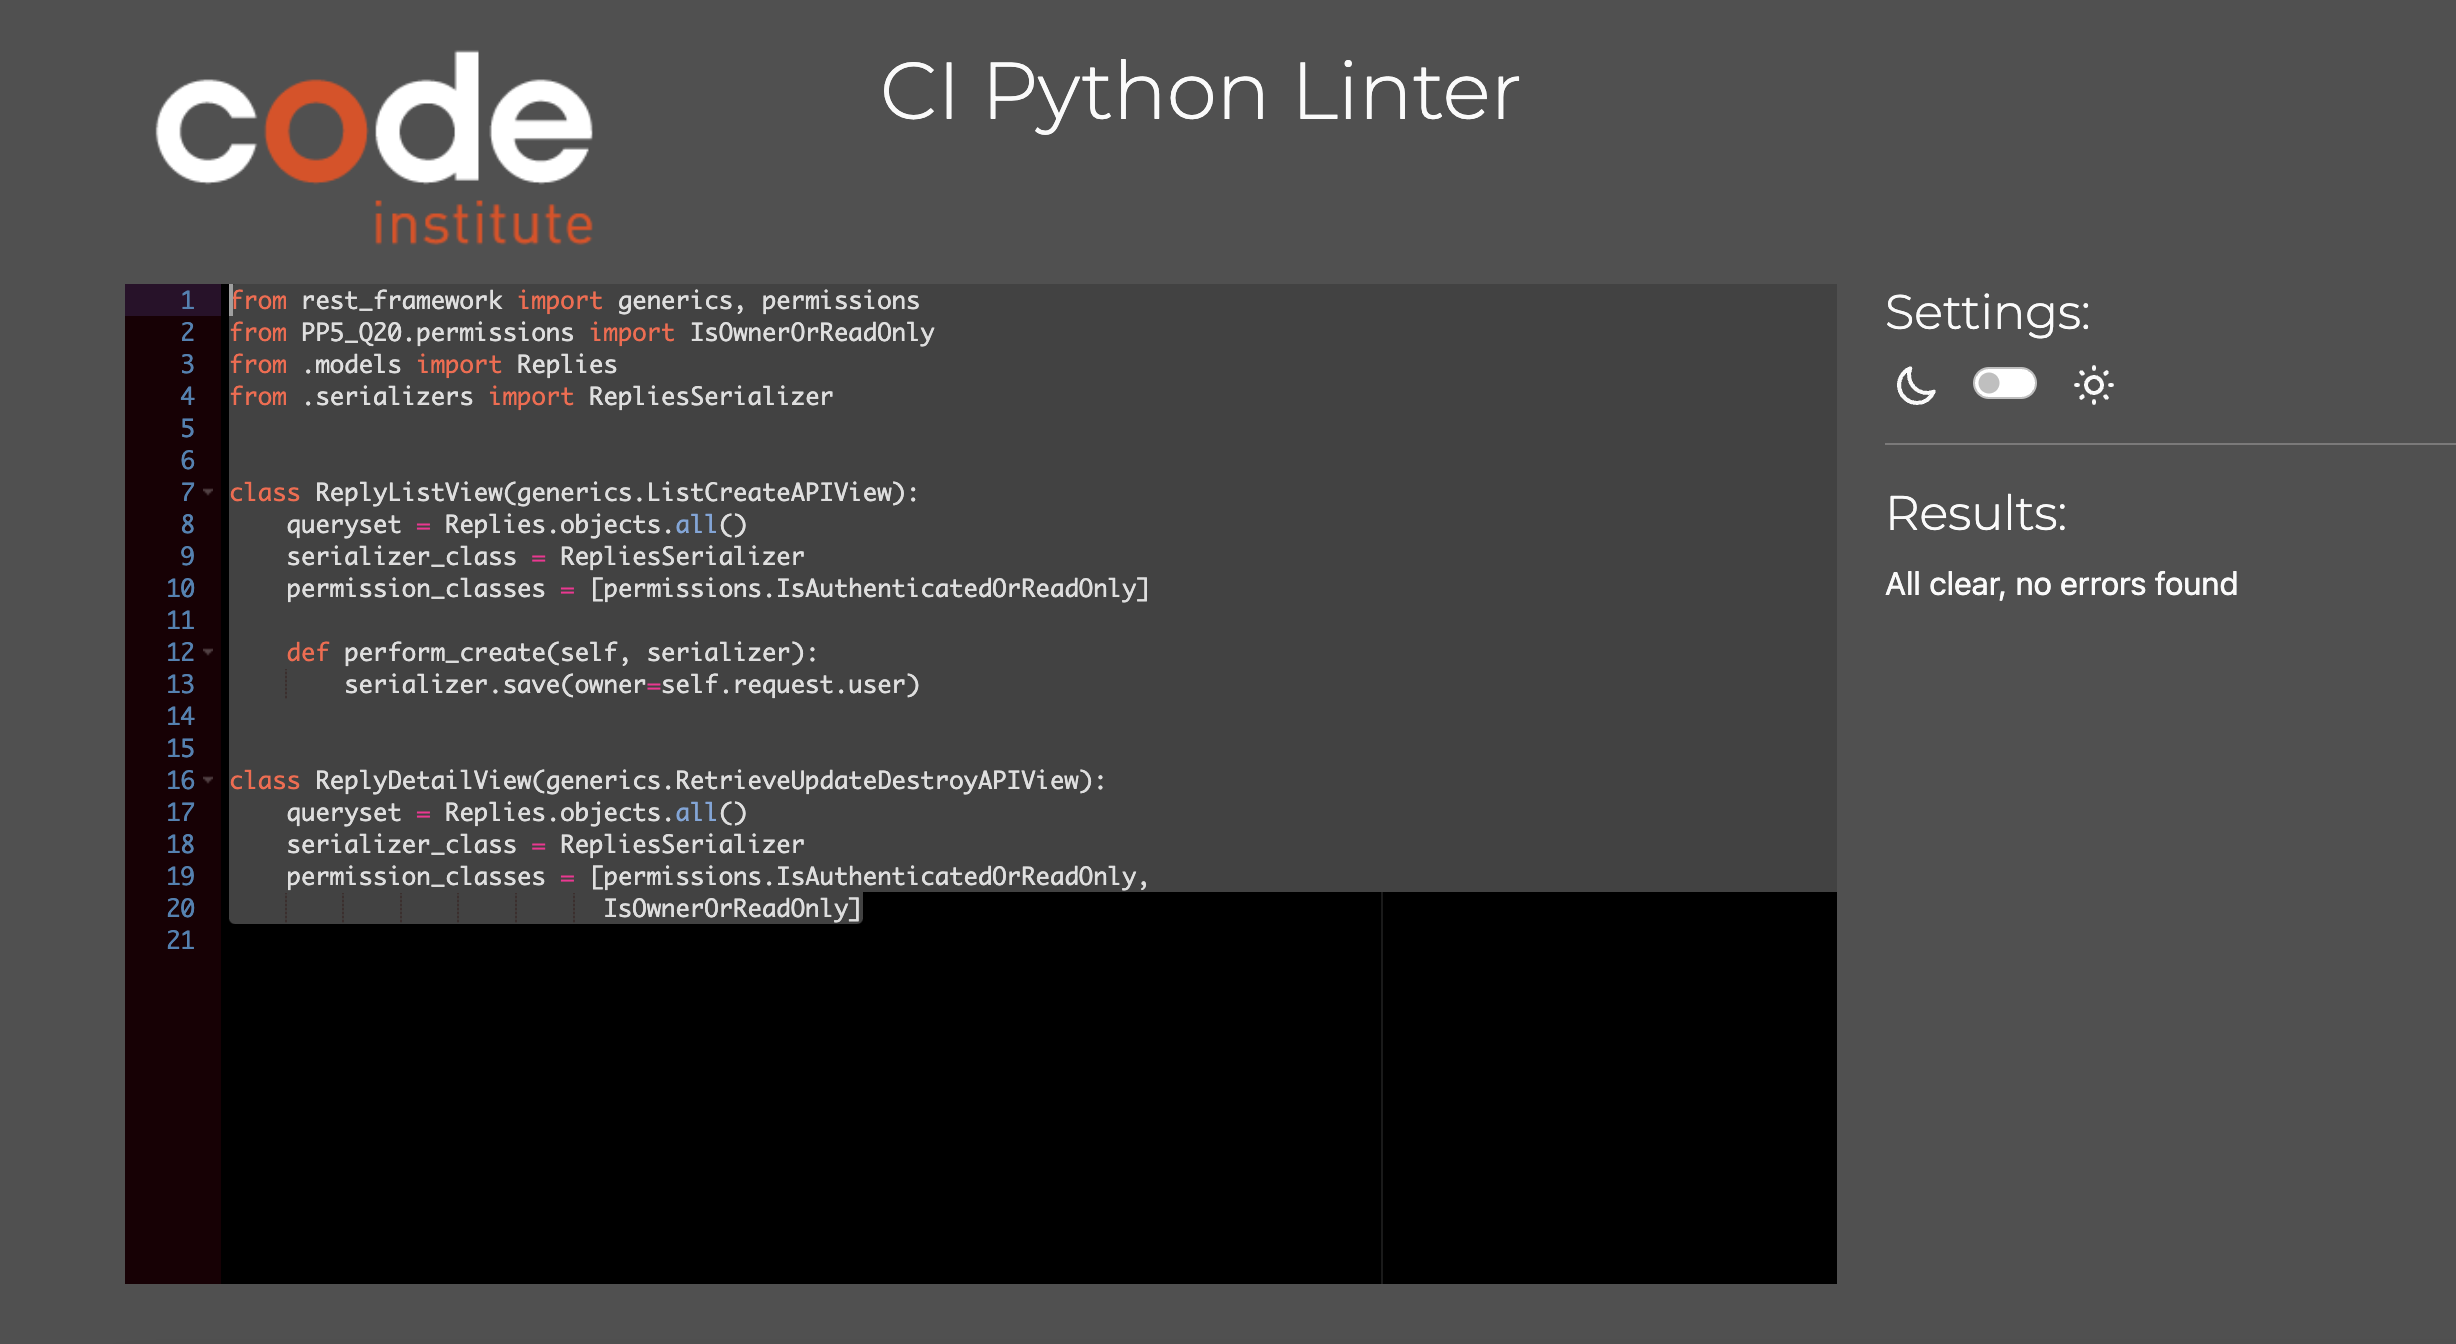 code
institute
CI Python Linter
1 from rest_framework import generics, permissions
2 from PP5_Q20.permissions import IsOwnerOrReadOnly
3 from .models import Replies
4 from .serializers import RepliesSerializer
5
6
7 class ReplyListView(generics.ListCreateAPIView):
8     queryset = Replies.objects.all()
9     serializer_class = RepliesSerializer
10     permission_classes = [permissions.IsAuthenticatedOrReadOnly]
11
12     def perform_create(self, serializer):
13         serializer.save(owner=self.request.user)
14
15
16 class ReplyDetailView(generics.RetrieveUpdateDestroyAPIView):
17     queryset = Replies.objects.all()
18     serializer_class = RepliesSerializer
19     permission_classes = [permissions.IsAuthenticatedOrReadOnly,
20                           IsOwnerOrReadOnly]
21
Settings:
Results:
All clear, no errors found